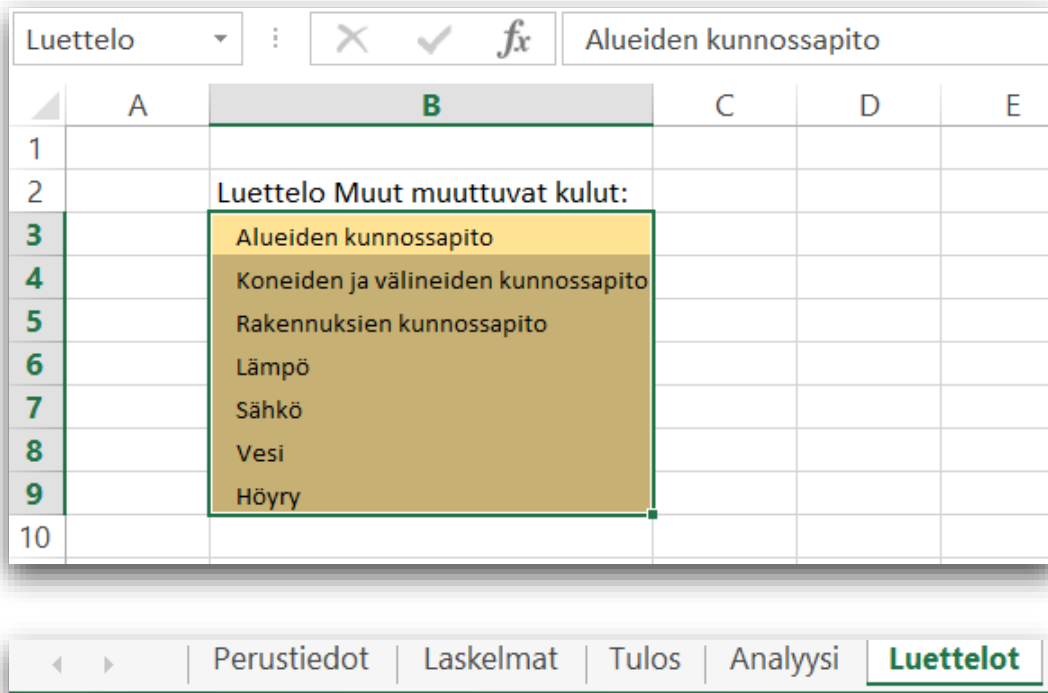 Luettelo fx Alueiden kunnossapito
A B C D E
1
2 Luettelo Muut muuttuvat kulut:
3 Alueiden kunnossapito
4 Koneiden ja välineiden kunnossapito
5 Rakennuksien kunnossapito
6 Lämpö
7 Sähkö
8 Vesi
9 Höyry
10
Perustiedot Laskelmat Tulos Analyysi Luettelot